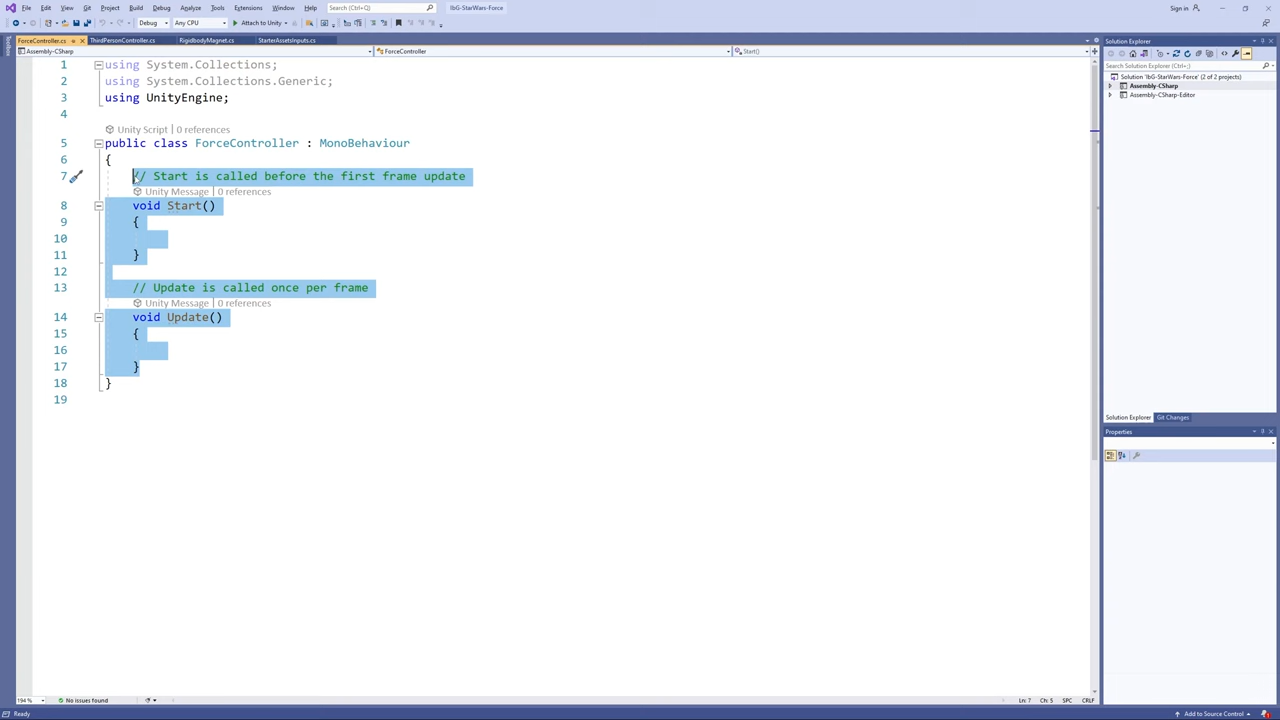 File Edit View Git Project Build Debug Analyze Tools Extensions Window Help Search (Ctrl+Q) IbG-StarWars-Force Sign in
Debug Any CPU Attach to Unity
ForceController.cs ThirdPersonController.cs RigidbodyMagnet.cs StarterAssetsInputs.cs
Assembly-CSharp ForceController Start()
Toolbox
1 using System.Collections;
2 using System.Collections.Generic;
3 using UnityEngine;
4
Unity Script | 0 references
5 public class ForceController : MonoBehaviour
6 {
7 // Start is called before the first frame update
Unity Message | 0 references
8 void Start()
9 {
10
11 }
12
13 // Update is called once per frame
Unity Message | 0 references
14 void Update()
15 {
16
17 }
18 }
19
Solution Explorer
Search Solution Explorer (Ctrl+;)
Solution 'IbG-StarWars-Force' (2 of 2 projects)
Assembly-CSharp
Assembly-CSharp-Editor
Solution Explorer Git Changes
Properties
194 % No issues found Ln: 7 Ch: 5 SPC CRLF
Ready Add to Source Control